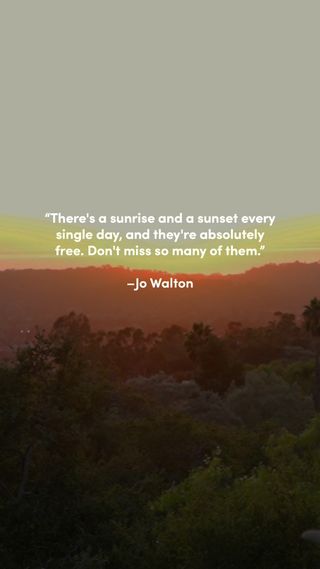 “There's a sunrise and a sunset every
single day, and they're absolutely
free. Don't miss so many of them.”
–Jo Walton